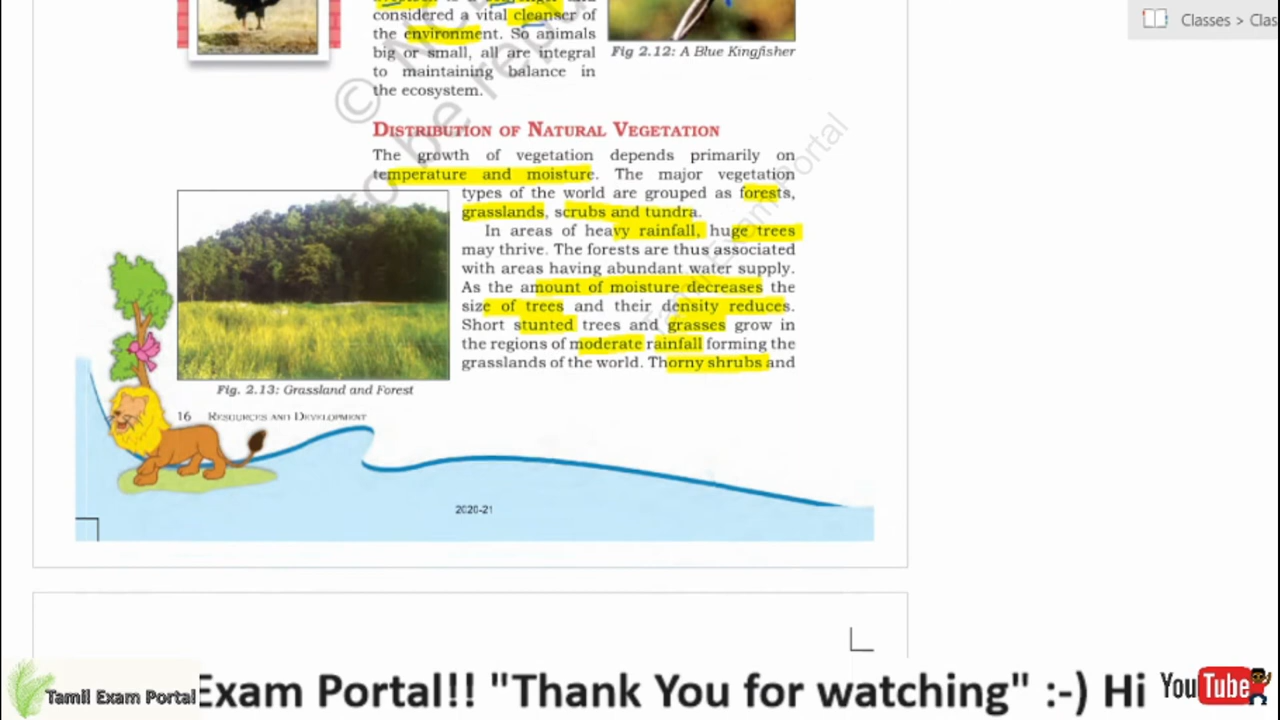 Classes > Clas
considered a vital cleanser of
the environment. So animals
big or small, all are integral
to maintaining balance in
the ecosystem.
Fig 2.12: A Blue Kingfisher
DISTRIBUTION OF NATURAL VEGETATION
The growth of vegetation depends primarily on
temperature and moisture. The major vegetation
types of the world are grouped as forests,
grasslands, scrubs and tundra.
In areas of heavy rainfall, huge trees
may thrive. The forests are thus associated
with areas having abundant water supply.
As the amount of moisture decreases the
size of trees and their density reduces.
Short stunted trees and grasses grow in
the regions of moderate rainfall forming the
grasslands of the world. Thorny shrubs and
Fig. 2.13: Grassland and Forest
16 RESOURCES AND DEVELOPMENT
2020-21
Tamil Exam Portal
Exam Portal!! "Thank You for watching" :-) Hi
YouTube